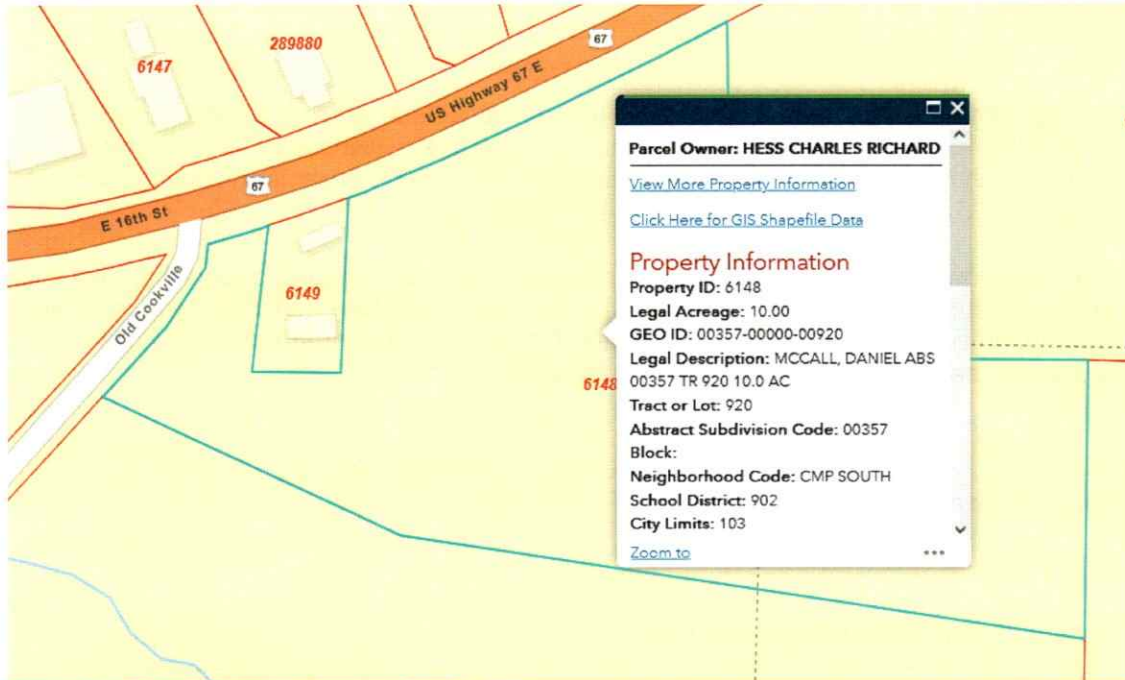 6147
289880
67
US Highway 67 E
67
E 16th St
Old Cookville
6149
6148
Parcel Owner: HESS CHARLES RICHARD
View More Property Information
Click Here for GIS Shapefile Data
Property Information
Property ID: 6148
Legal Acreage: 10.00
GEO ID: 00357-00000-00920
Legal Description: MCCALL, DANIEL ABS
00357 TR 920 10.0 AC
Tract or Lot: 920
Abstract Subdivision Code: 00357
Block:
Neighborhood Code: CMP SOUTH
School District: 902
City Limits: 103
Zoom to